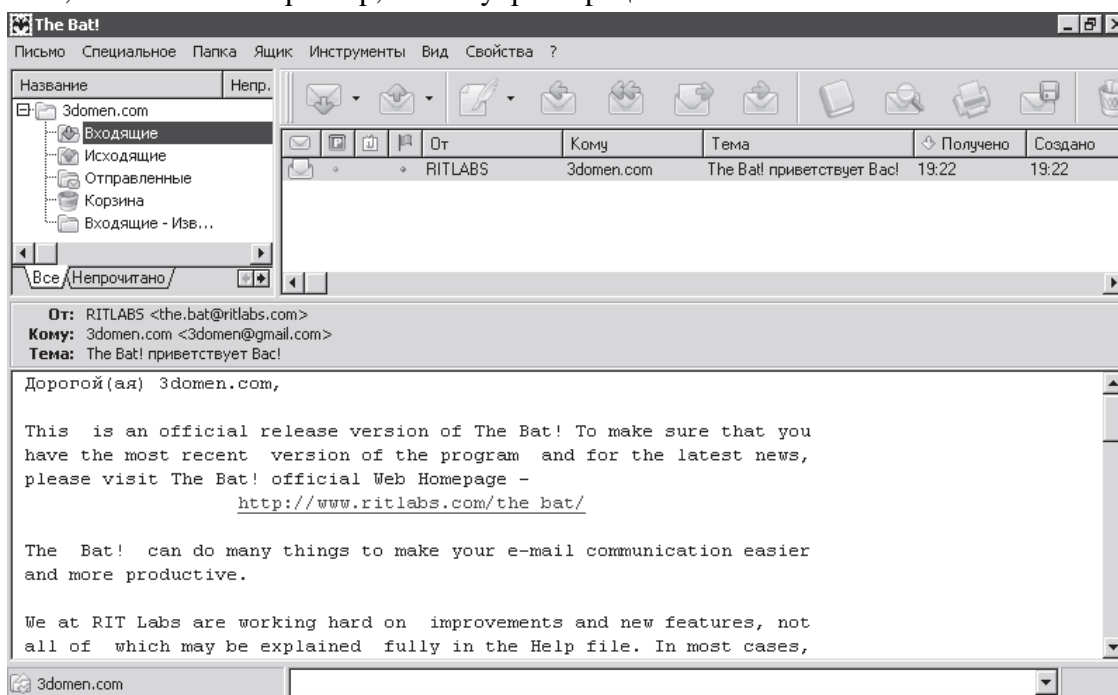 The Bat!
Письмо Специальное Папка Ящик Инструменты Вид Свойства ?
Название Непр.
3domen.com
Входящие
Исходящие
Отправленные
Корзина
Входящие - Изв...
Все Непрочитано
От Кому Тема Получено Создано
RITLABS 3domen.com The Bat! приветствует Вас! 19:22 19:22
От: RITLABS <the.bat@ritlabs.com>
Кому: 3domen.com <3domen@gmail.com>
Тема: The Bat! приветствует Вас!
Дорогой(ая) 3domen.com,
This is an official release version of The Bat! To make sure that you
have the most recent version of the program and for the latest news,
please visit The Bat! official Web Homepage -
http://www.ritlabs.com/the bat/
The Bat! can do many things to make your e-mail communication easier
and more productive.
We at RIT Labs are working hard on improvements and new features, not
all of which may be explained fully in the Help file. In most cases,
3domen.com